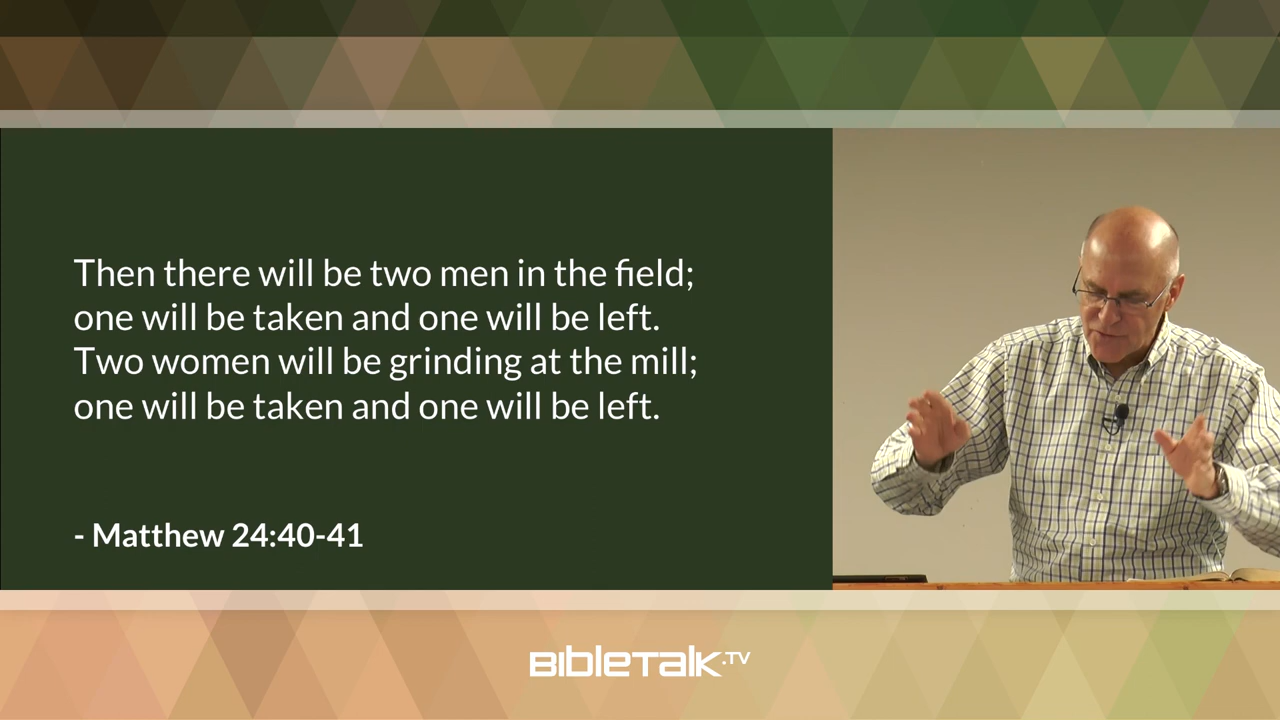 Then there will be two men in the field;
one will be taken and one will be left.
Two women will be grinding at the mill;
one will be taken and one will be left.
- Matthew 24:40-41
BIBLETALK.TV